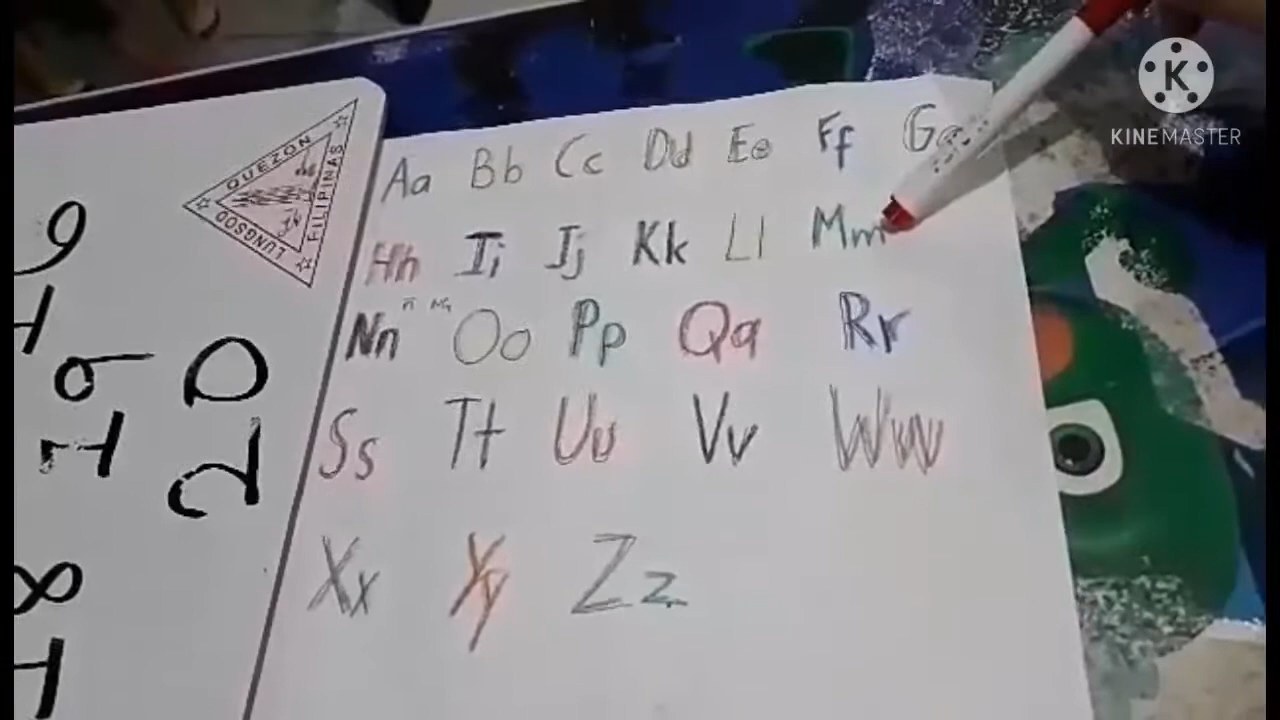 Aa Bb Cc Dd Ee Ff G
Hh Ii Jj Kk Ll Mm
Nn ñ Ng Oo Pp Qq Rr
Ss Tt Uu Vv Ww
Xx Yy Zz
LUNGSOD QUEZON FILIPINAS
20
KINEMASTER